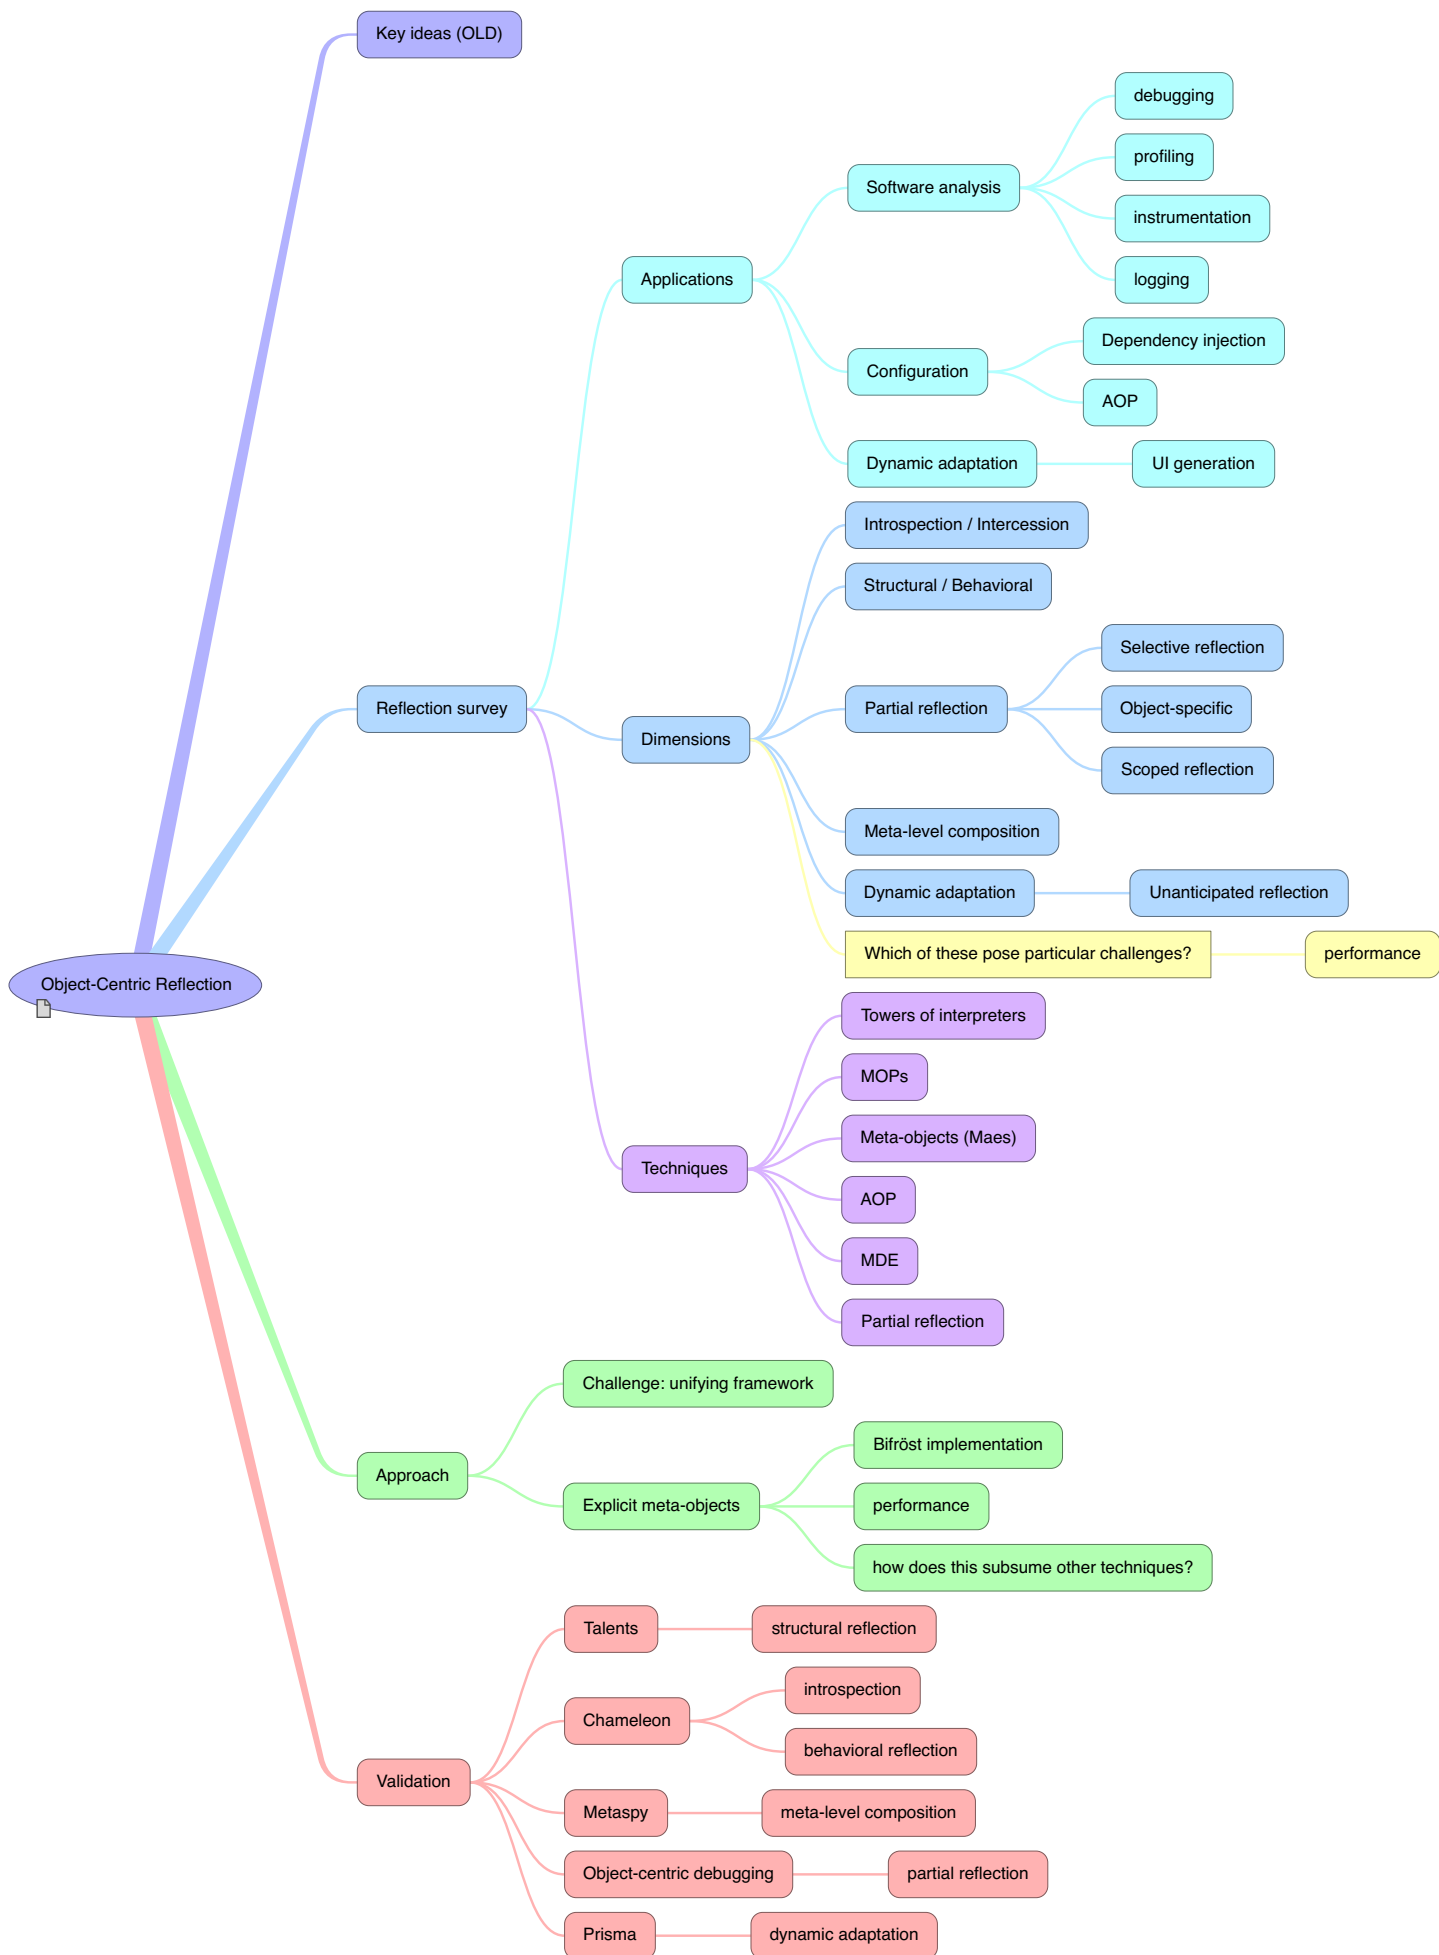 Key ideas (OLD)
debugging
profiling
Software analysis
instrumentation
logging
Applications
Dependency injection
Configuration
AOP
Dynamic adaptation
UI generation
Introspection / Intercession
Structural / Behavioral
Selective reflection
Reflection survey
Partial reflection
Object-specific
Dimensions
Scoped reflection
Meta-level composition
Dynamic adaptation
Unanticipated reflection
Which of these pose particular challenges?
performance
Object-Centric Reflection
Towers of interpreters
MOPs
Meta-objects (Maes)
Techniques
AOP
MDE
Partial reflection
Challenge: unifying framework
Bifröst implementation
Approach
Explicit meta-objects
performance
how does this subsume other techniques?
Talents
structural reflection
introspection
Chameleon
behavioral reflection
Validation
Metaspy
meta-level composition
Object-centric debugging
partial reflection
Prisma
dynamic adaptation